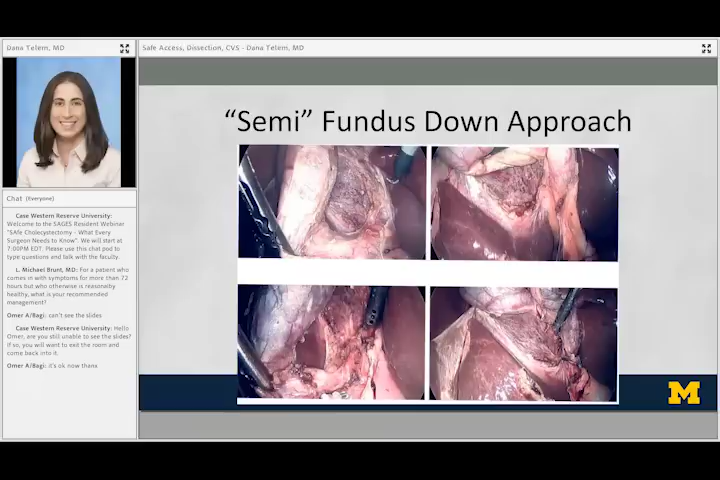 Dana Telem, MD
Safe Access, Dissection, CVS - Dana Telem, MD
Chat (Everyone)
Case Western Reserve University:
Welcome to the SAGES Resident Webinar
"SAfe Cholecystectomy - What Every
Surgeon Needs to Know". We will start at
7:00PM EDT. Please use this chat pod to
type questions and talk with the faculty.
L. Michael Brunt, MD: For a patient who
comes in with symptoms for more than 72
hours but who otherwise is reasonably
healthy, what is your recommended
management?
Omer A/Bagi: can't see the slides
Case Western Reserve University: Hello
Omer, are you still unable to see the slides?
If so, you will want to exit the room and
come back into it.
Omer A/Bagi: it's ok now thanx
“Semi” Fundus Down Approach
M